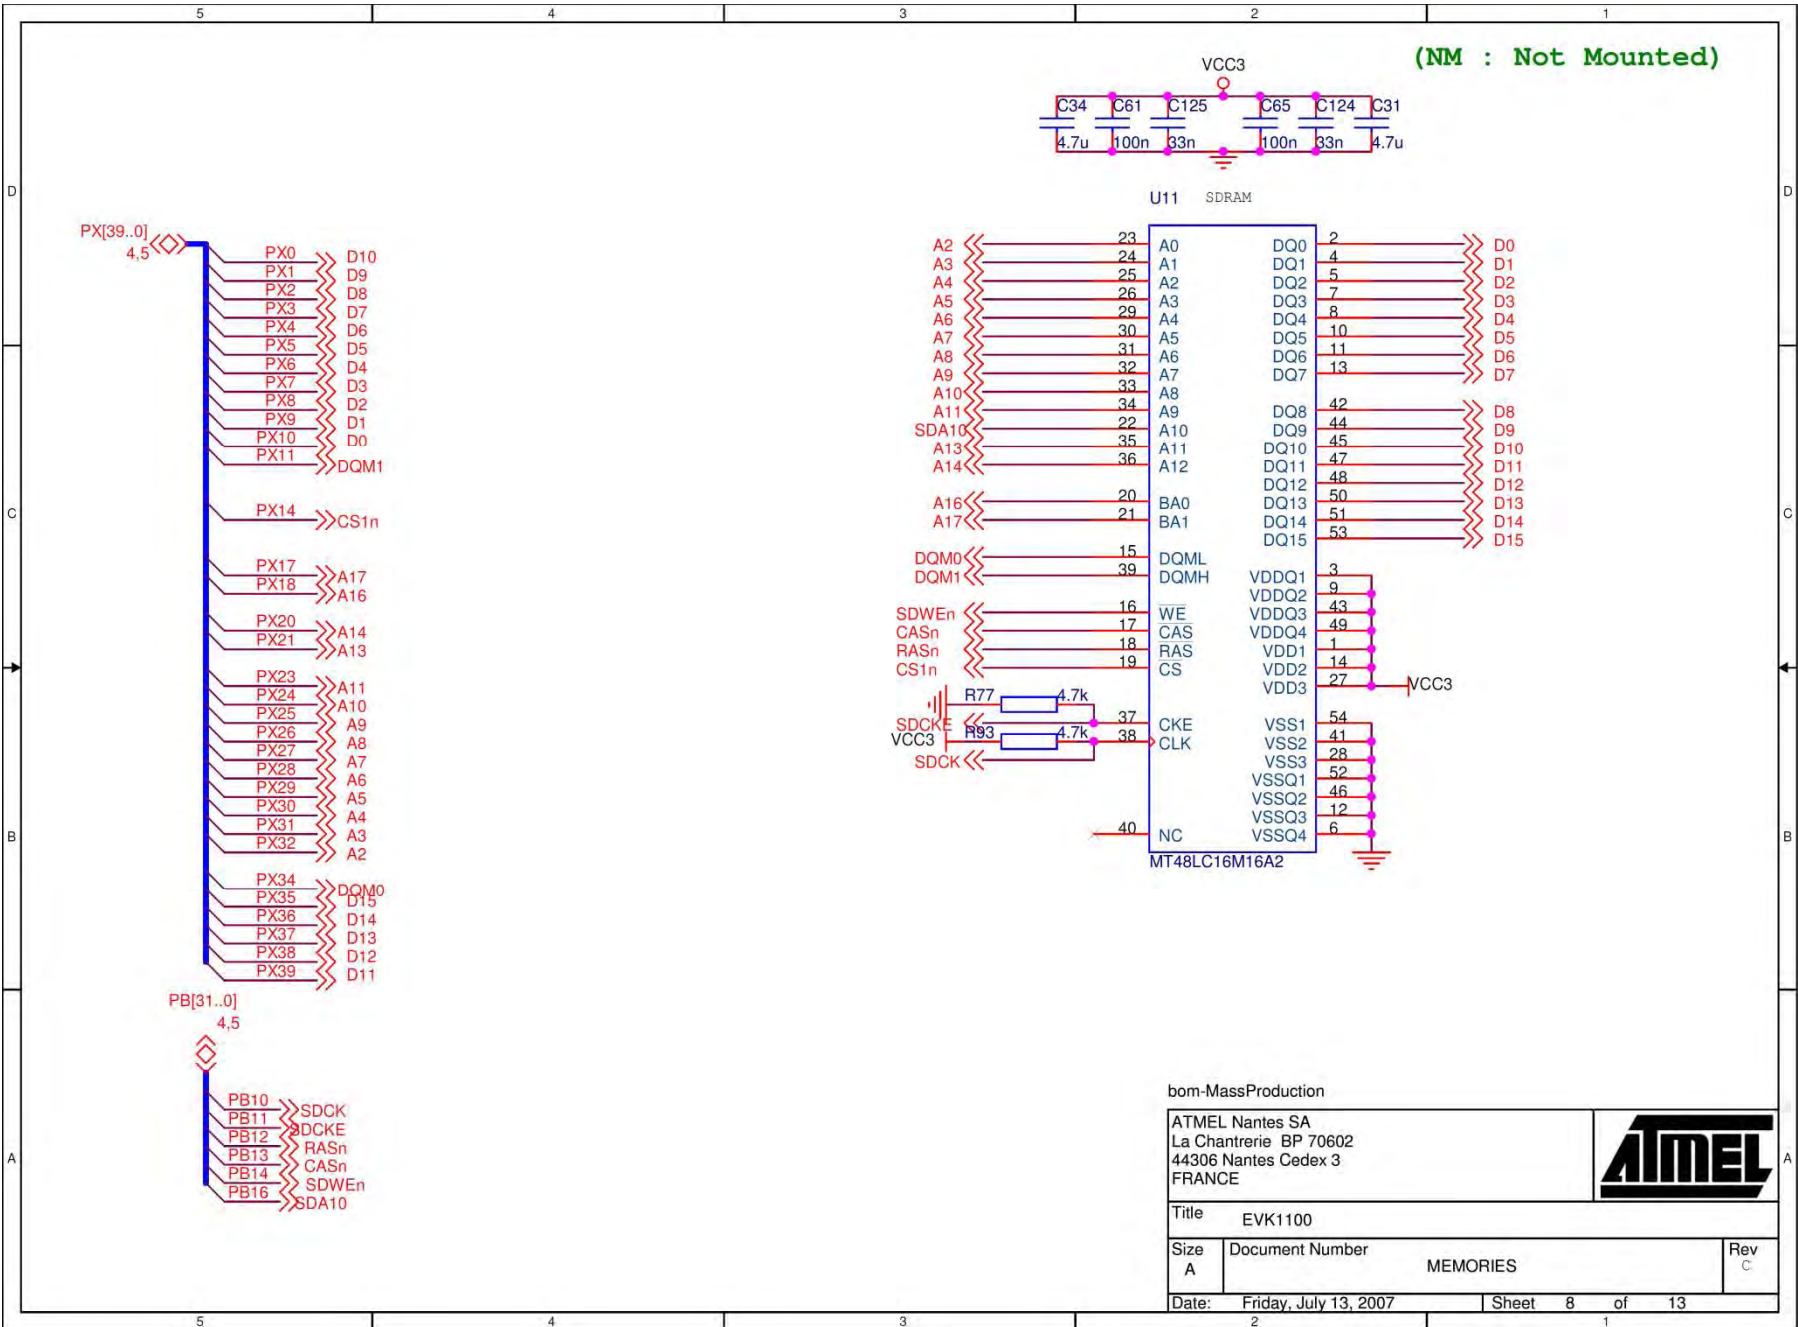 5 4 3 2 1
(NM : Not Mounted)
VCC3
C34 C61 C125 C65 C124 C31
4.7u 100n 33n 100n 33n 4.7u
D D
U11 SDRAM
PX[39..0]
4,5
PX0 D10
PX1 D9
PX2 D8
PX3 D7
PX4 D6
PX5 D5
PX6 D4
PX7 D3
PX8 D2
PX9 D1
PX10 D0
PX11 DQM1
PX14 CS1n
PX17 A17
PX18 A16
PX20 A14
PX21 A13
PX23 A11
PX24 A10
PX25 A9
PX26 A8
PX27 A7
PX28 A6
PX29 A5
PX30 A4
PX31 A3
PX32 A2
PX34 DQM0
PX35 D15
PX36 D14
PX37 D13
PX38 D12
PX39 D11
PB[31..0]
4,5
PB10 SDCK
PB11 SDCKE
PB12 RASn
PB13 CASn
PB14 SDWEn
PB16 SDA10
A2 23 A0 DQ0 2 D0
A3 24 A1 DQ1 4 D1
A4 25 A2 DQ2 5 D2
A5 26 A3 DQ3 7 D3
A6 29 A4 DQ4 8 D4
A7 30 A5 DQ5 10 D5
A8 31 A6 DQ6 11 D6
A9 32 A7 DQ7 13 D7
A10 33 A8
A11 34 A9 DQ8 42 D8
SDA10 22 A10 DQ9 44 D9
A13 35 A11 DQ10 45 D10
A14 36 A12 DQ11 47 D11
DQ12 48 D12
A16 20 BA0 DQ13 50 D13
A17 21 BA1 DQ14 51 D14
DQ15 53 D15
DQM0 15 DQML
DQM1 39 DQMH VDDQ1 3
VDDQ2 9
SDWEn 16 WE VDDQ3 43
CASn 17 CAS VDDQ4 49
RASn 18 RAS VDD1 1
CS1n 19 CS VDD2 14
VDD3 27 VCC3
R77 4.7k
SDCKE 37 CKE VSS1 54
VCC3 R93 4.7k 38 CLK VSS2 41
SDCK VSS3 28
VSSQ1 52
VSSQ2 46
VSSQ3 12
40 NC VSSQ4 6
MT48LC16M16A2
C C
B B
A A
bom-MassProduction
ATMEL Nantes SA
La Chantrerie BP 70602
44306 Nantes Cedex 3
FRANCE
ATMEL
Title EVK1100
Size Document Number Rev
A MEMORIES C
Date: Friday, July 13, 2007 Sheet 8 of 13
5 4 3 2 1